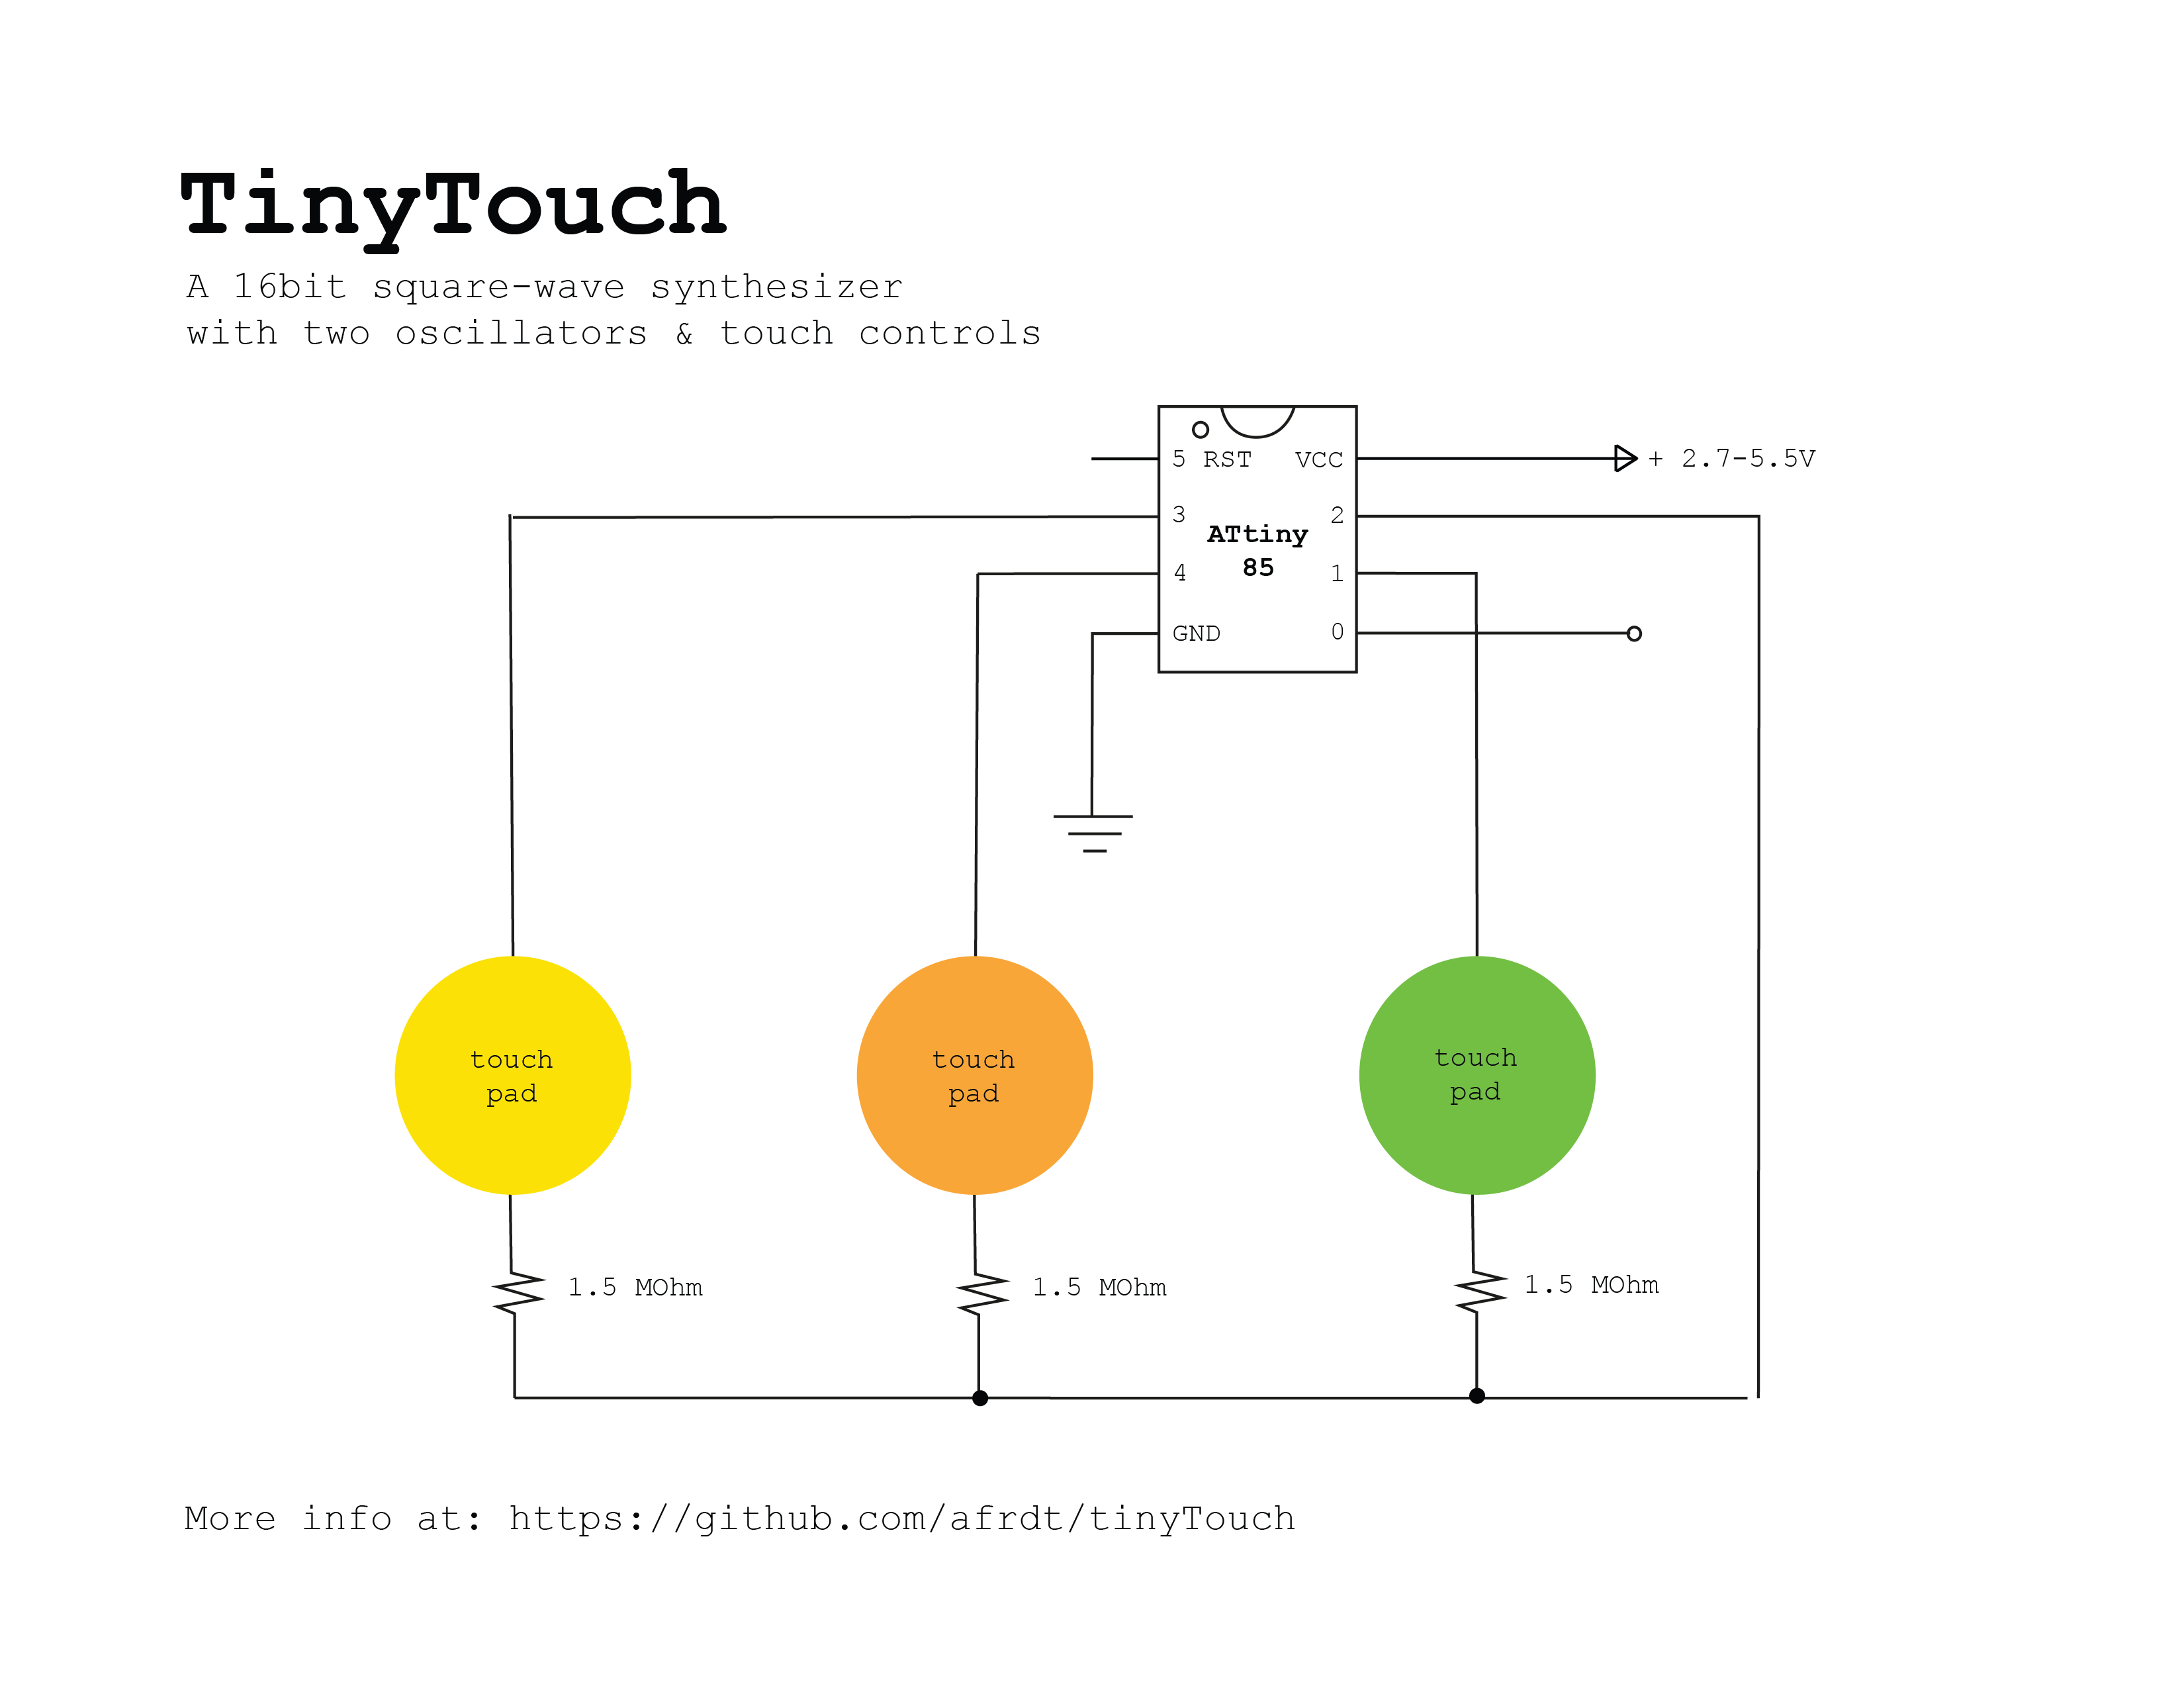 TinyTouch
A 16bit square-wave synthesizer
with two oscillators & touch controls
5 RST VCC
+ 2.7-5.5V
3 2
ATtiny
85
4 1
GND 0
touch
pad
touch
pad
touch
pad
1.5 MOhm
1.5 MOhm
1.5 MOhm
More info at: https://github.com/afrdt/tinyTouch